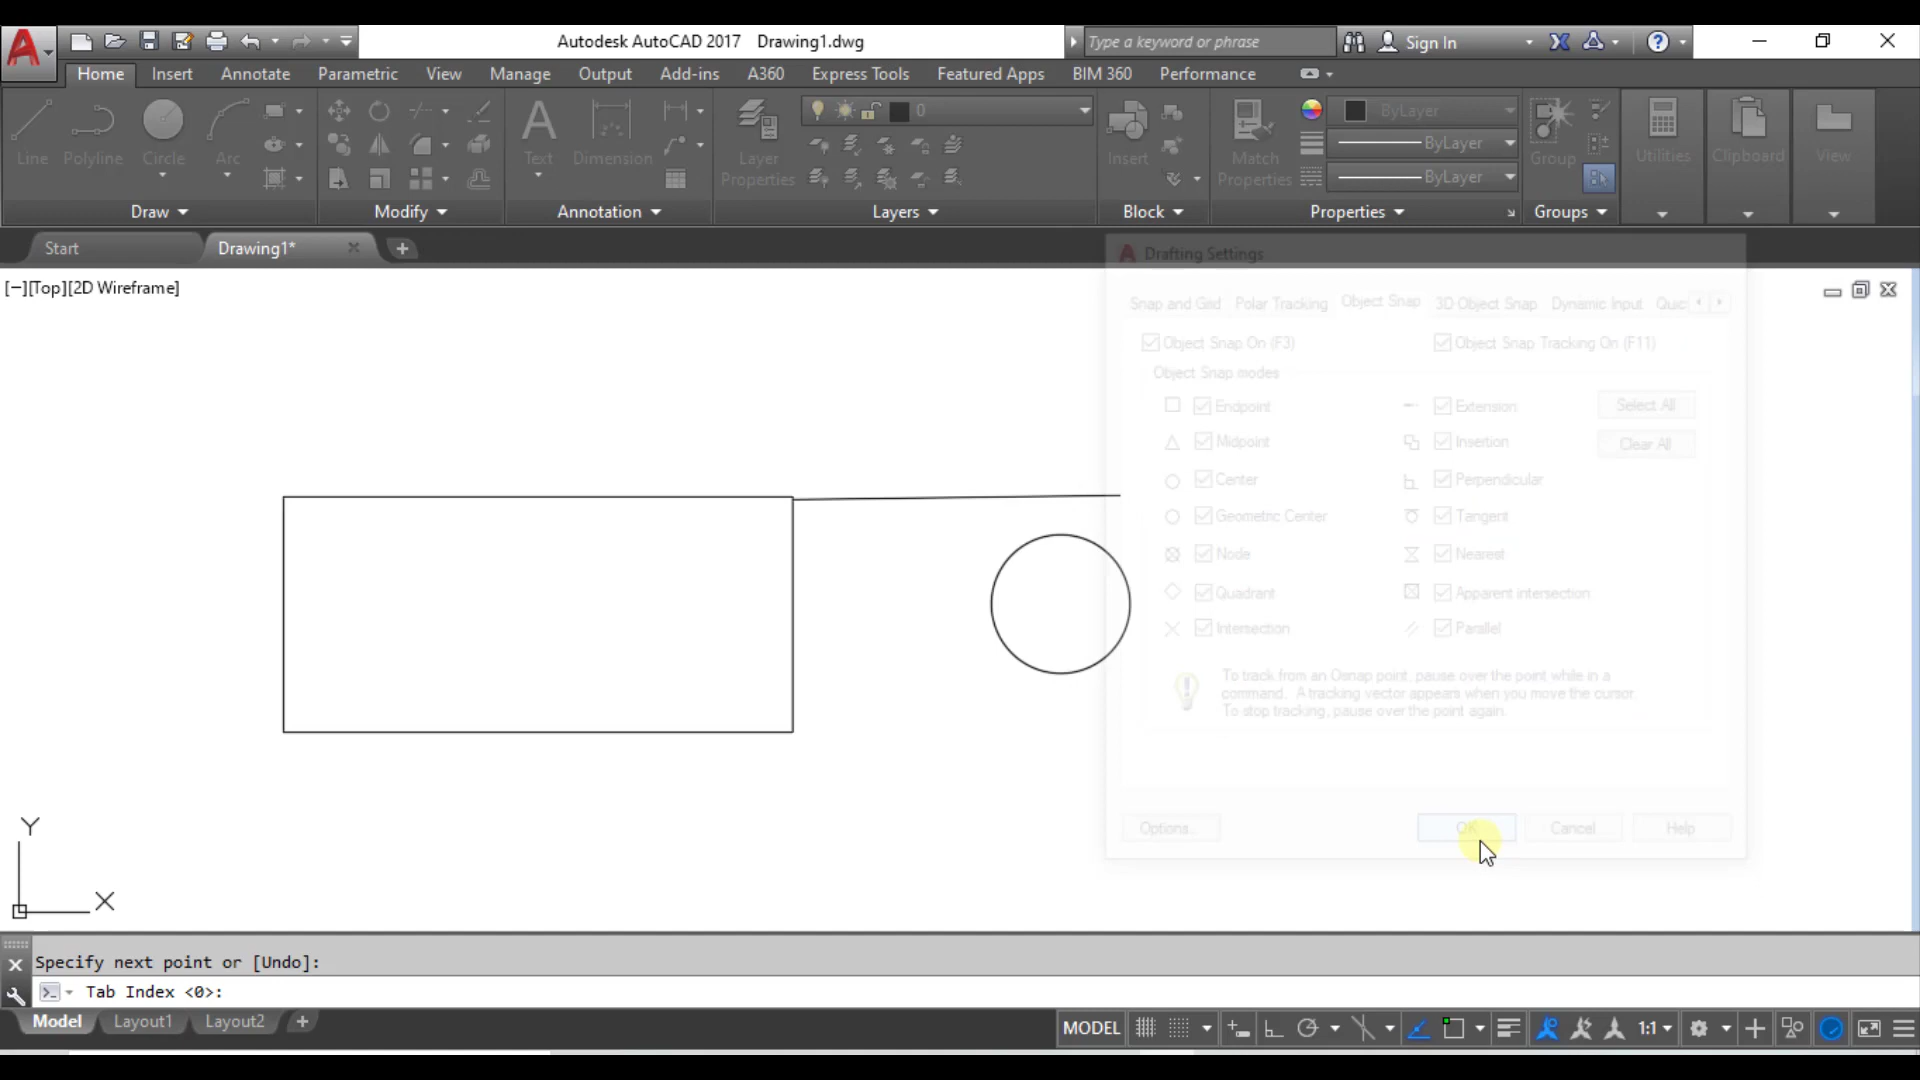 Autodesk AutoCAD 2017 Drawing1.dwg
Type a keyword or phrase
Sign In
Home Insert Annotate Parametric View Manage Output Add-ins A360 Express Tools Featured Apps BIM 360 Performance
Line Polyline Circle Arc
Text Dimension
Layer
Properties
0
Insert
Match
Properties
ByLayer
ByLayer
ByLayer
Group
Utilities Clipboard View
Draw Modify Annotation Layers Block Properties Groups
Start Drawing1*
[−][Top][2D Wireframe]
Drafting Settings
Snap and Grid Polar Tracking Object Snap 3D Object Snap Dynamic Input Quic
Object Snap On (F3) Object Snap Tracking On (F11)
Object Snap modes
Endpoint Extension Select All
Midpoint Insertion Clear All
Center Perpendicular
Geometric Center Tangent
Node Nearest
Quadrant Apparent intersection
Intersection Parallel
To track from an Osnap point, pause over the point while in a
command. A tracking vector appears when you move the cursor.
To stop tracking, pause over the point again.
Options... OK Cancel Help
Y
X
Specify next point or [Undo]:
Tab Index <0>:
Model Layout1 Layout2
MODEL 1:1